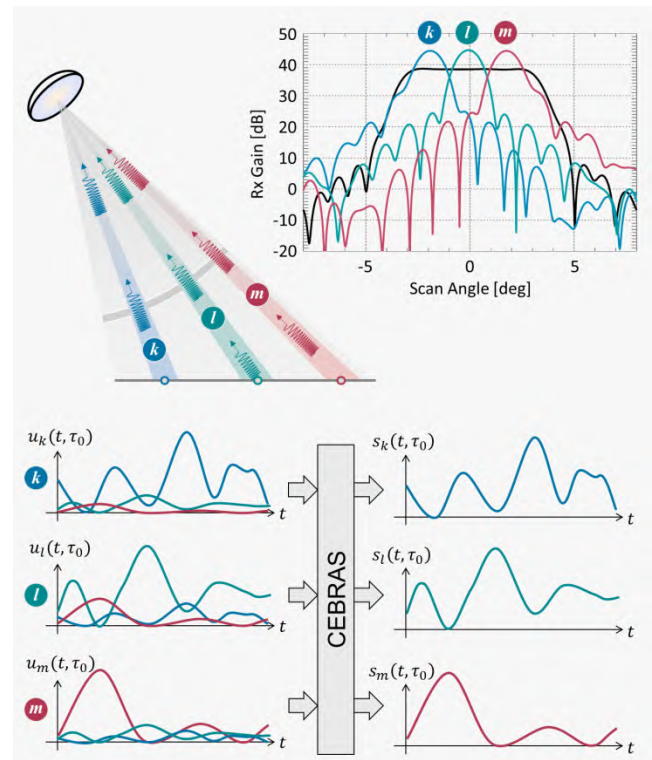 k
l
m
50
40
30
20
10
0
-10
-20
Rx Gain [dB]
-5
0
5
Scan Angle [deg]
k
l
m
u_k(t, τ_0)
k
t
u_l(t, τ_0)
l
t
u_m(t, τ_0)
m
t
CEBRAS
s_k(t, τ_0)
t
s_l(t, τ_0)
t
s_m(t, τ_0)
t